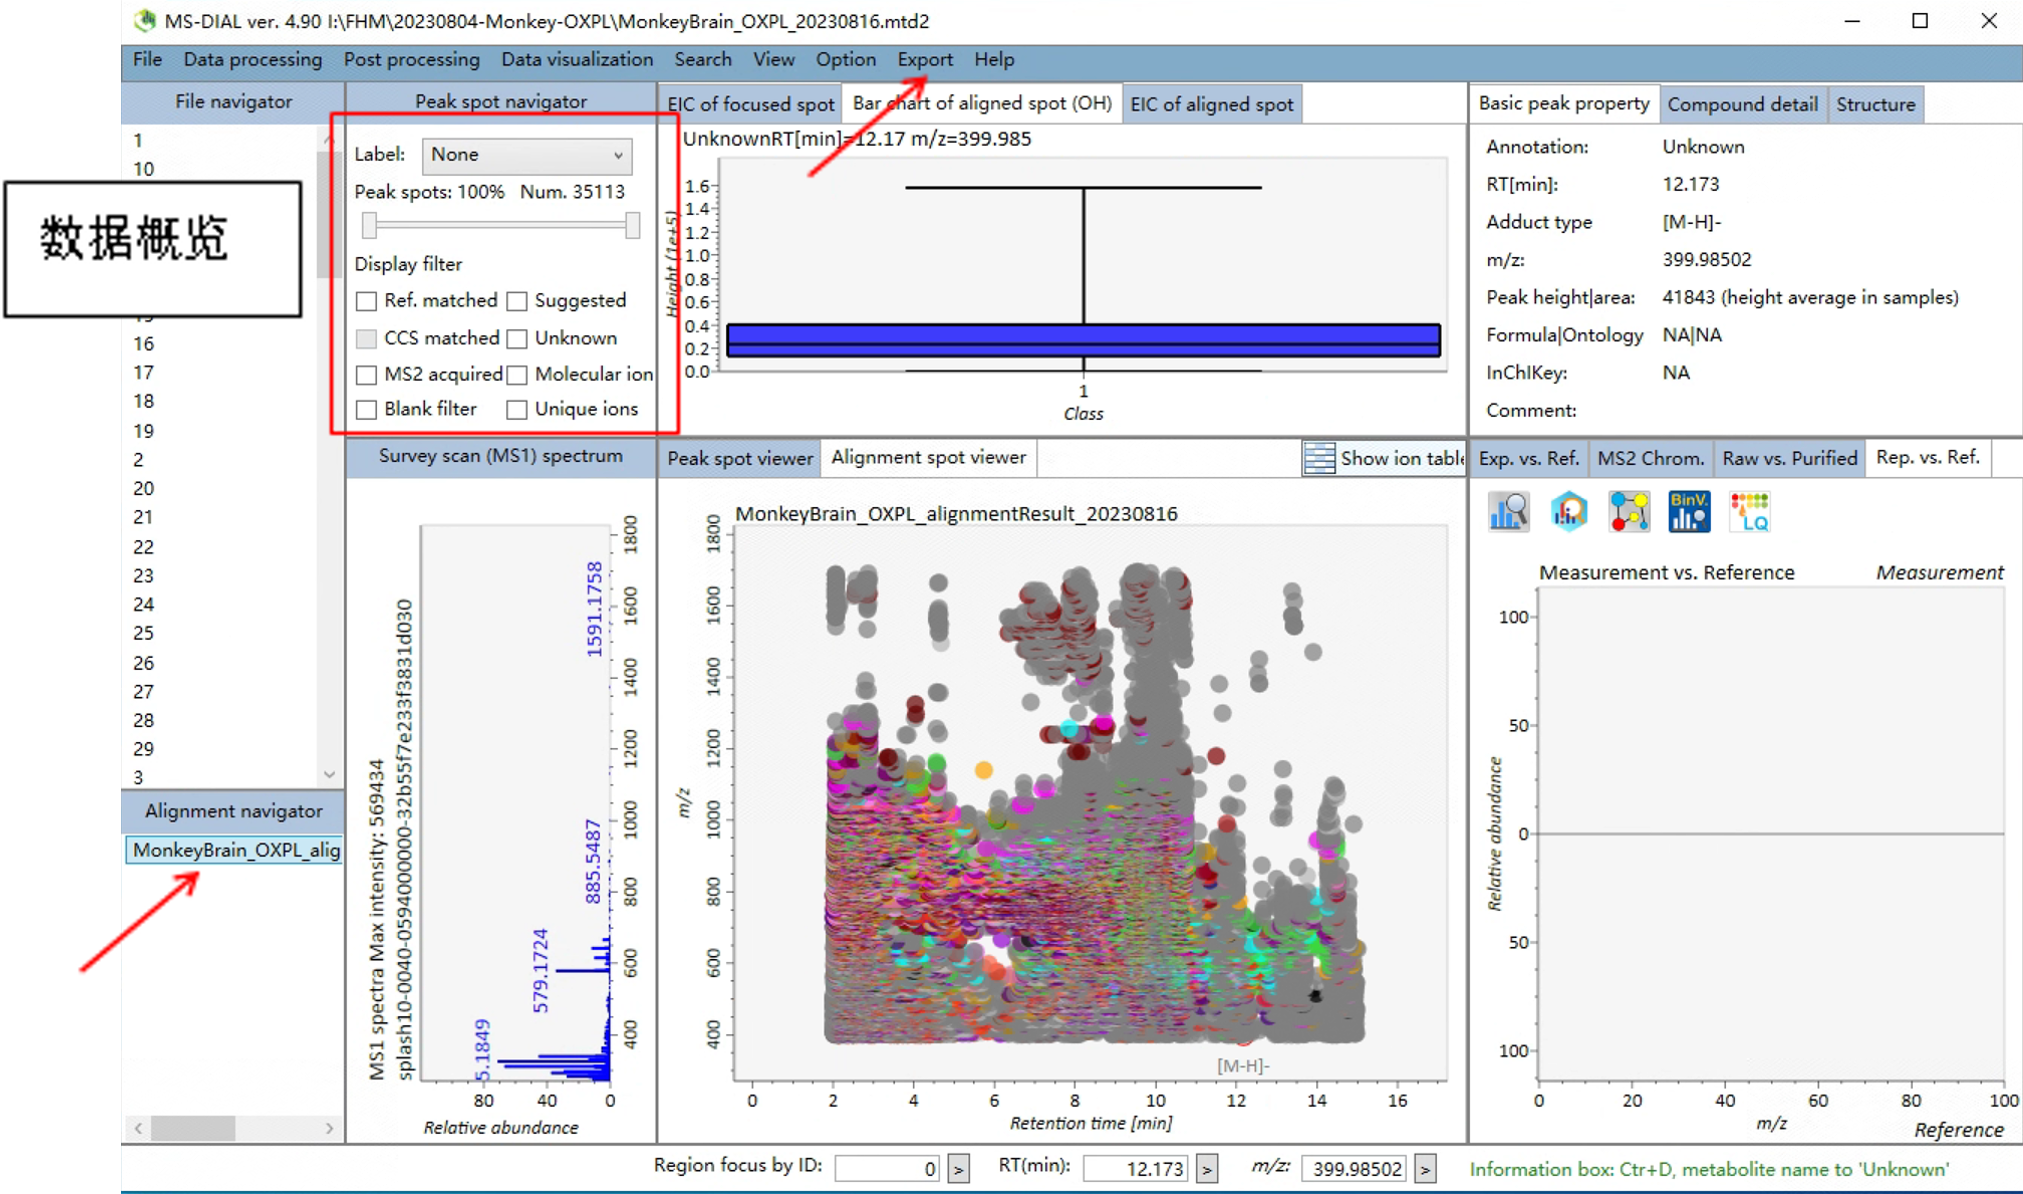 MS-DIAL ver. 4.90 I:\FHM\20230804-Monkey-OXPL\MonkeyBrain_OXPL_20230816.mtd2
File Data processing Post processing Data visualization Search View Option Export Help
File navigator
1
10
数据概览
16
17
18
19
2
20
21
22
23
24
25
26
27
28
29
3
Alignment navigator
MonkeyBrain_OXPL_alig
Peak spot navigator
Label: None
Peak spots: 100% Num. 35113
Display filter
Ref. matched Suggested
CCS matched Unknown
MS2 acquired Molecular ion
Blank filter Unique ions
EIC of focused spot Bar chart of aligned spot (OH) EIC of aligned spot
UnknownRT[min]=12.17 m/z=399.985
Height (1e+5)
1.6
1.4
1.2
1.0
0.8
0.6
0.4
0.2
0.0
1
Class
Basic peak property Compound detail Structure
Annotation: Unknown
RT[min]: 12.173
Adduct type [M-H]-
m/z: 399.98502
Peak height|area: 41843 (height average in samples)
Formula|Ontology NA|NA
InChIKey: NA
Comment:
Survey scan (MS1) spectrum
MS1 spectra Max intensity: 569434
splash10-0040-0594000000-32b55f7e233f3831d030
1591.1758
885.5487
579.1724
5.1849
1800
1600
1400
1200
1000
800
600
400
80 40 0
Relative abundance
Peak spot viewer Alignment spot viewer Show ion table
MonkeyBrain_OXPL_alignmentResult_20230816
m/z
1800
1600
1400
1200
1000
800
600
400
[M-H]-
0 2 4 6 8 10 12 14 16
Retention time [min]
Exp. vs. Ref. MS2 Chrom. Raw vs. Purified Rep. vs. Ref.
BinV.
LQ
Measurement vs. Reference Measurement
Relative abundance
100
50
0
50
100
0 20 40 60 80 100
m/z
Reference
Region focus by ID: 0 > RT(min): 12.173 > m/z: 399.98502 >
Information box: Ctr+D, metabolite name to 'Unknown'